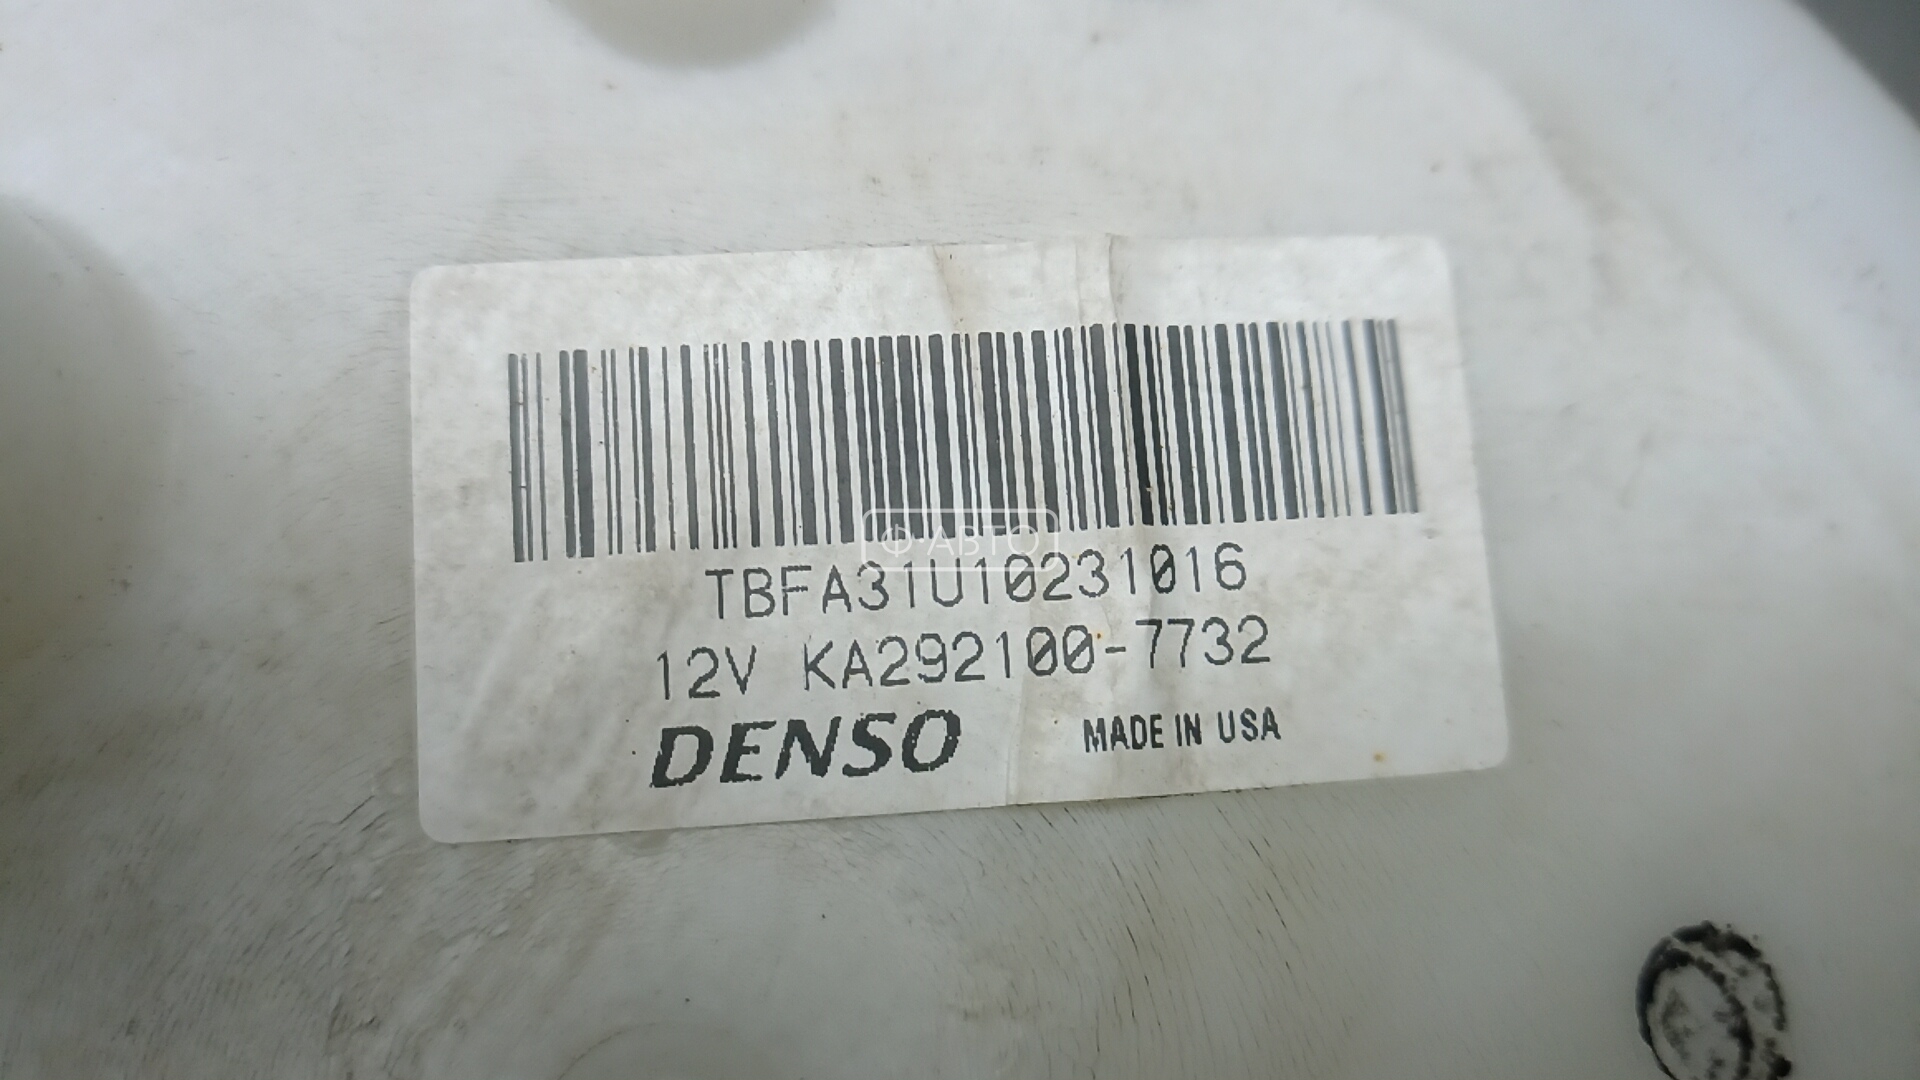 Ф-АВТО
TBFA31U10231016
12V KA292100-7732
DENSO MADE IN USA